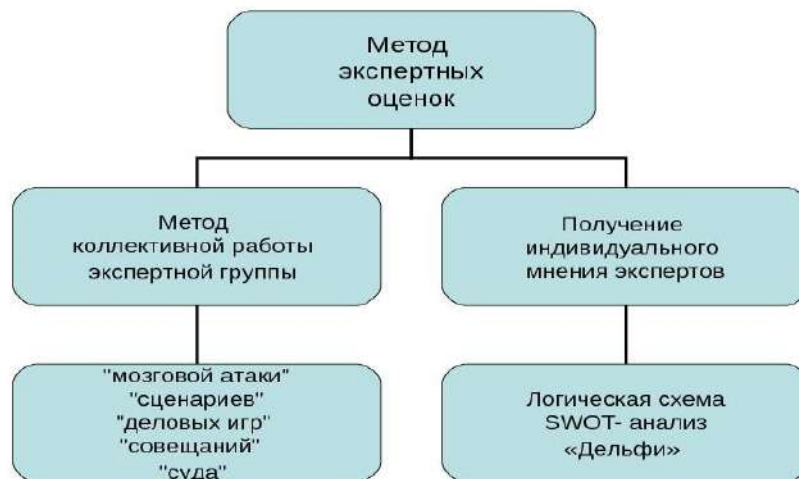 Метод
экспертных
оценок
Метод
коллективной работы
экспертной группы
Получение
индивидуального
мнения экспертов
"мозговой атаки"
"сценариев"
"деловых игр"
"совещаний"
"суда"
Логическая схема
SWOT- анализ
«Дельфи»